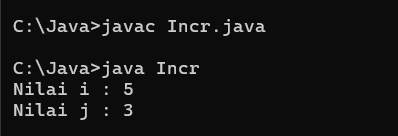 C:\Java>javac Incr.java
C:\Java>java Incr
Nilai i : 5
Nilai j : 3